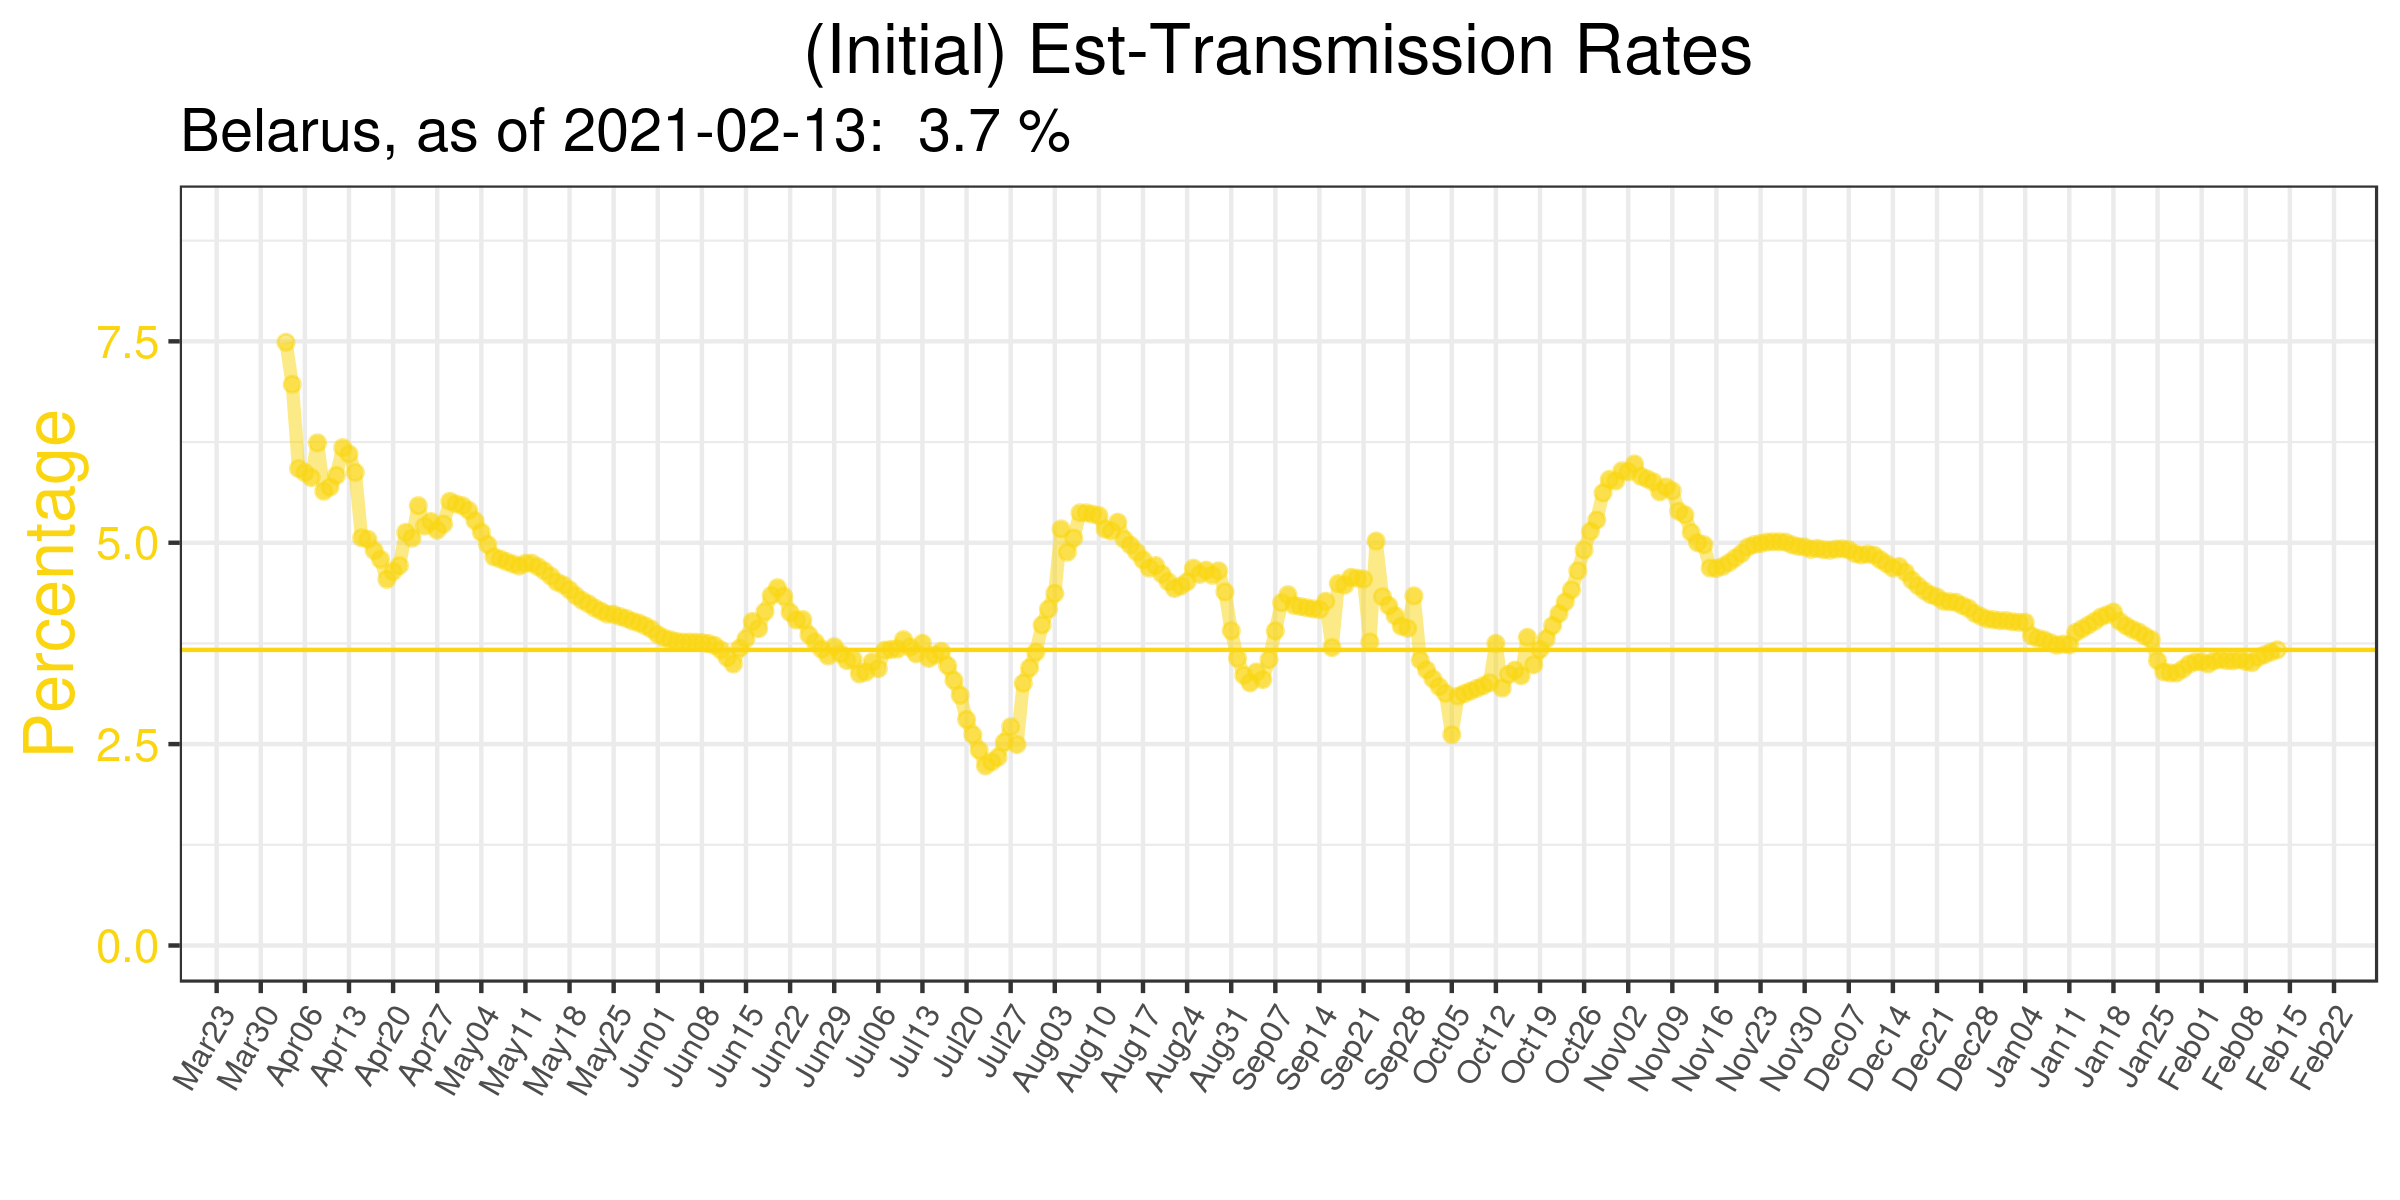 (Initial) Est-Transmission Rates
Belarus, as of 2021-02-13:  3.7 %
Percentage
7.5
5.0
2.5
0.0
Mar23
Mar30
Apr06
Apr13
Apr20
Apr27
May04
May11
May18
May25
Jun01
Jun08
Jun15
Jun22
Jun29
Jul06
Jul13
Jul20
Jul27
Aug03
Aug10
Aug17
Aug24
Aug31
Sep07
Sep14
Sep21
Sep28
Oct05
Oct12
Oct19
Oct26
Nov02
Nov09
Nov16
Nov23
Nov30
Dec07
Dec14
Dec21
Dec28
Jan04
Jan11
Jan18
Jan25
Feb01
Feb08
Feb15
Feb22